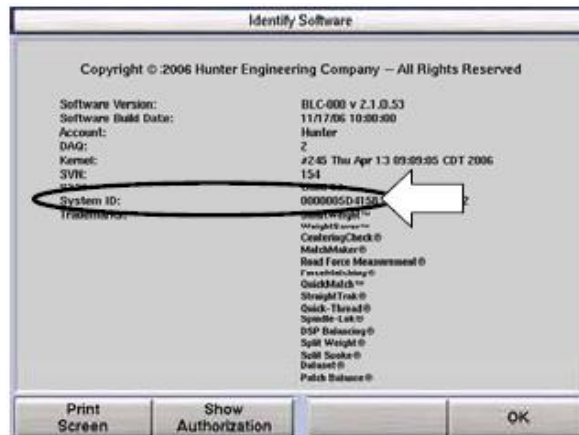 Identify Software
Copyright © 2006 Hunter Engineering Company – All Rights Reserved
Software Version: BLC-000 v 2.1.0.53
Software Build Date: 11/17/06 10:00:00
Account: Hunter
DAQ: 2
Kernel: #245 Thu Apr 13 09:09:05 CDT 2006
SVN: 154
System ID:
Trademarks: SmartWeight™
WeightSaver™
CenteringCheck®
MatchMaker®
Road Force Measurement®
ForceMatching®
QuickMatch™
StraightTrak®
Quick-Thread®
Spindle-Lok®
DSP Balancing®
Split Weight®
Split Spoke®
Dataset®
Patch Balance®
Print Screen
Show Authorization
OK